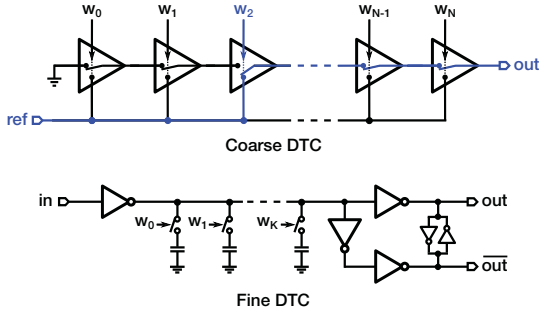 w0 w1 w2 wN-1 wN
out
ref
Coarse DTC
in w0 w1 wK out
out
Fine DTC